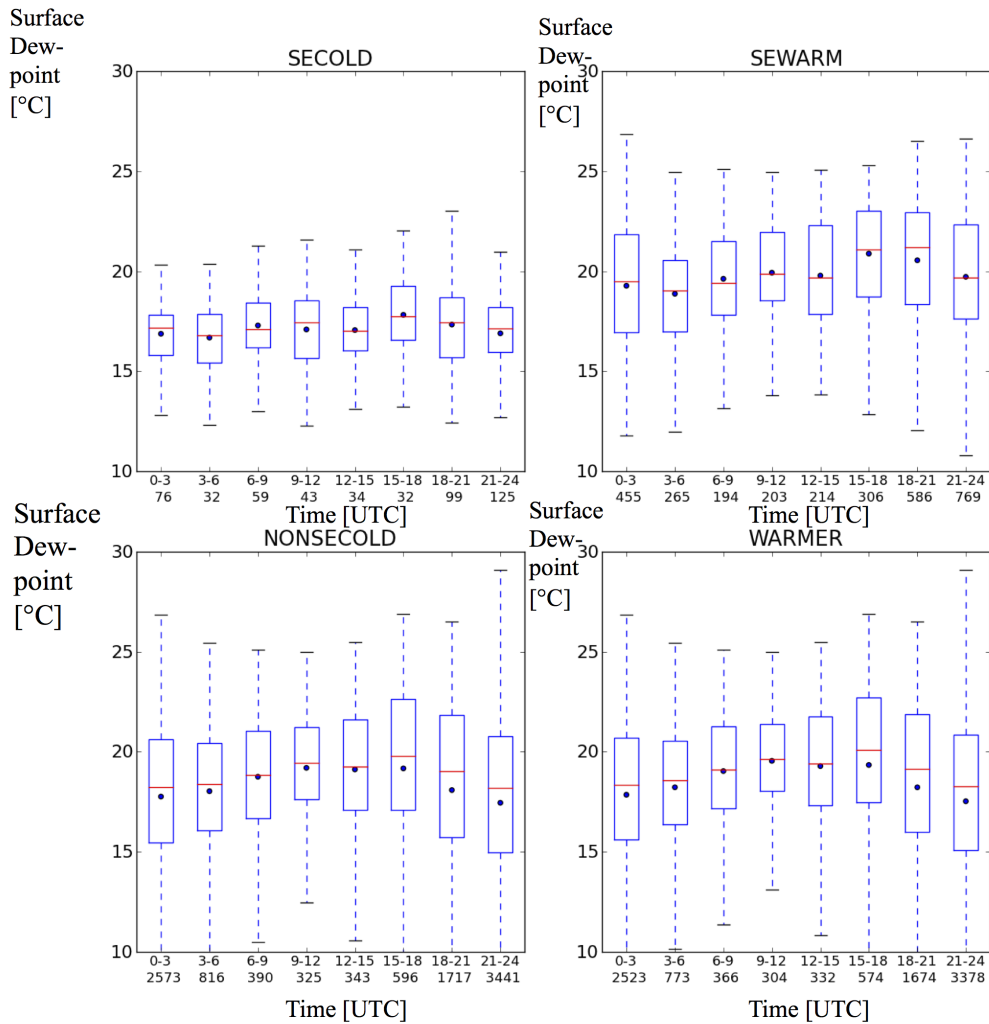 Surface
Dew-
point
[°C]
SECOLD
30
25
20
15
10
0-3 3-6 6-9 9-12 12-15 15-18 18-21 21-24
76 32 59 43 34 32 99 125
Time [UTC]
Surface
Dew-
point
[°C]
SEWARM
30
25
20
15
10
0-3 3-6 6-9 9-12 12-15 15-18 18-21 21-24
455 265 194 203 214 306 586 769
Time [UTC]
Surface
Dew-
point
[°C]
NONSECOLD
30
25
20
15
10
0-3 3-6 6-9 9-12 12-15 15-18 18-21 21-24
2573 816 390 325 343 596 1717 3441
Time [UTC]
Surface
Dew-
point
[°C]
WARMER
30
25
20
15
10
0-3 3-6 6-9 9-12 12-15 15-18 18-21 21-24
2523 773 366 304 332 574 1674 3378
Time [UTC]